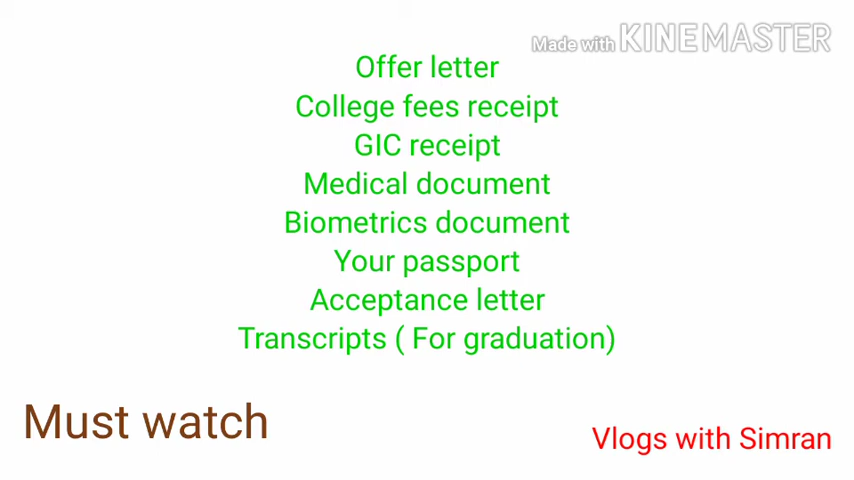 Made with KINEMASTER
Offer letter
College fees receipt
GIC receipt
Medical document
Biometrics document
Your passport
Acceptance letter
Transcripts ( For graduation)
Must watch
Vlogs with Simran